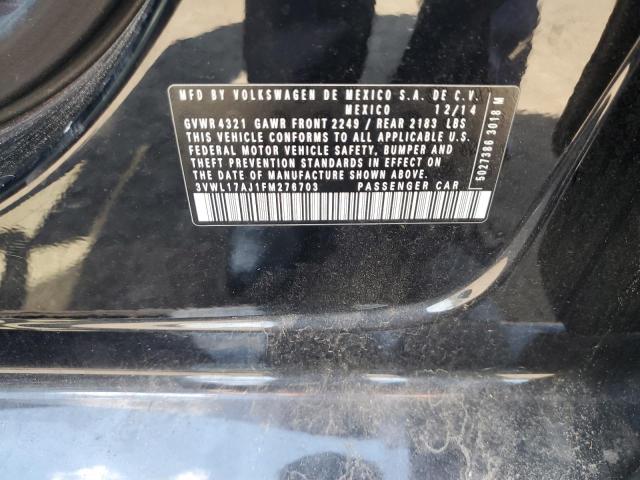 MFD BY VOLKSWAGEN DE MEXICO S.A. DE C.V.
MEXICO 12/14
GVWR 4321 GAWR FRONT 2249 / REAR 2183 LBS
THIS VEHICLE CONFORMS TO ALL APPLICABLE U.S.
FEDERAL MOTOR VEHICLE SAFETY, BUMPER AND
THEFT PREVENTION STANDARDS IN EFFECT ON
THE DATE OF MANUFACTURE SHOWN ABOVE
3VWL17AJ1FM276703 PASSENGER CAR
5027386 3018 M